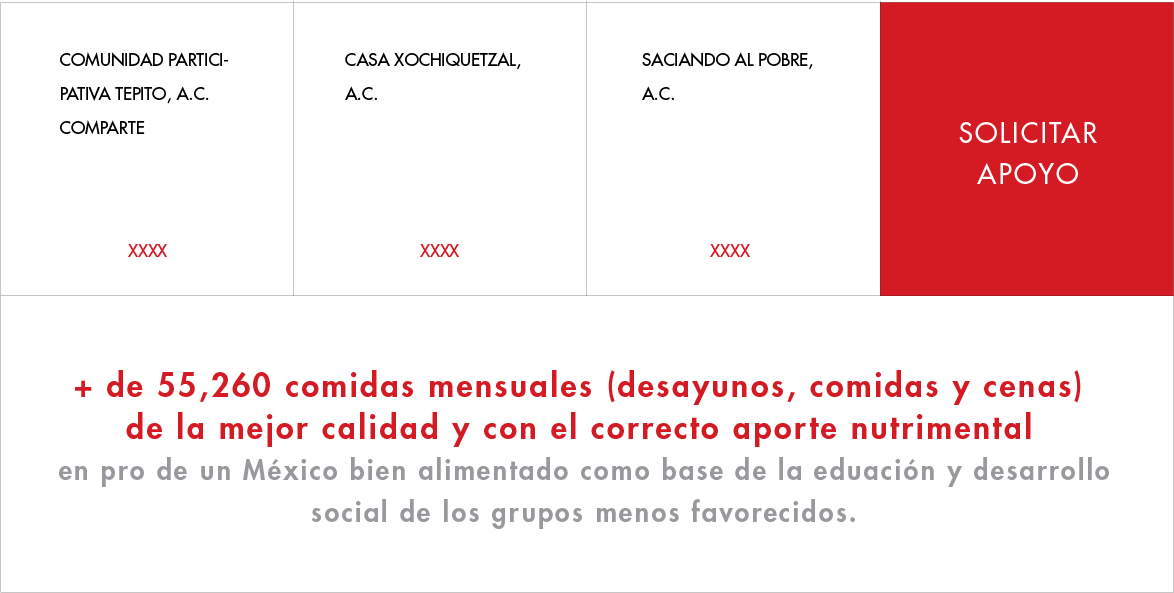 COMUNIDAD PARTICI-
PATIVA TEPITO, A.C.
COMPARTE
XXXX
CASA XOCHIQUETZAL,
A.C.
XXXX
SACIANDO AL POBRE,
A.C.
XXXX
SOLICITAR
APOYO
+ de 55,260 comidas mensuales (desayunos, comidas y cenas)
de la mejor calidad y con el correcto aporte nutrimental
en pro de un México bien alimentado como base de la eduación y desarrollo
social de los grupos menos favorecidos.